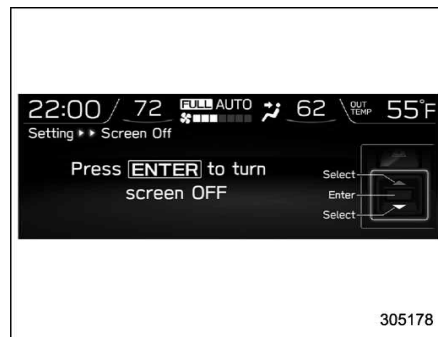 22:00 / 72 FULL AUTO 62 OUT TEMP 55°F
Setting ▸▸ Screen Off
Press ENTER to turn
screen OFF
Select
Enter
Select
305178